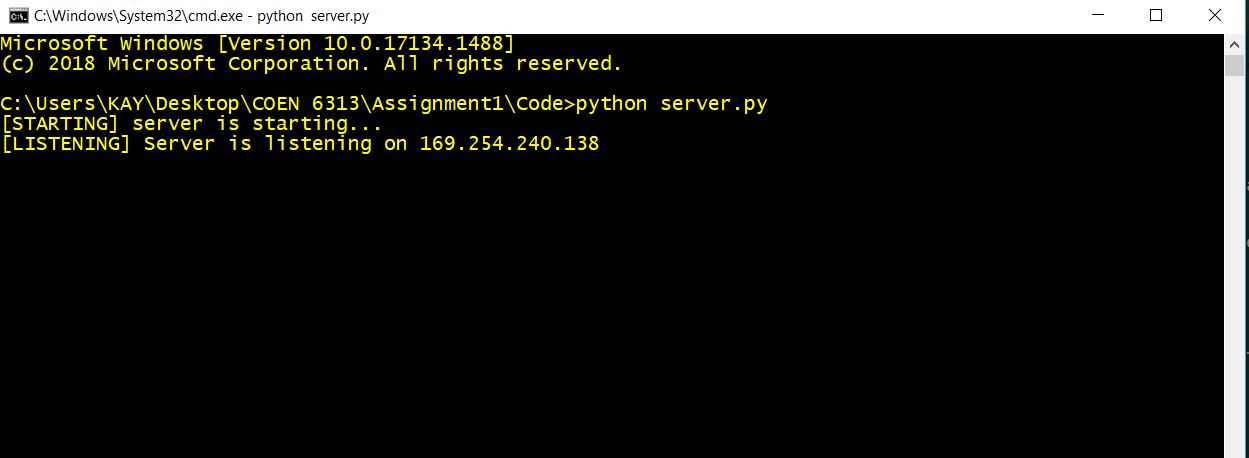 C:\Windows\System32\cmd.exe - python  server.py
Microsoft Windows [Version 10.0.17134.1488]
(c) 2018 Microsoft Corporation. All rights reserved.
C:\Users\KAY\Desktop\COEN 6313\Assignment1\Code>python server.py
[STARTING] server is starting...
[LISTENING] Server is listening on 169.254.240.138